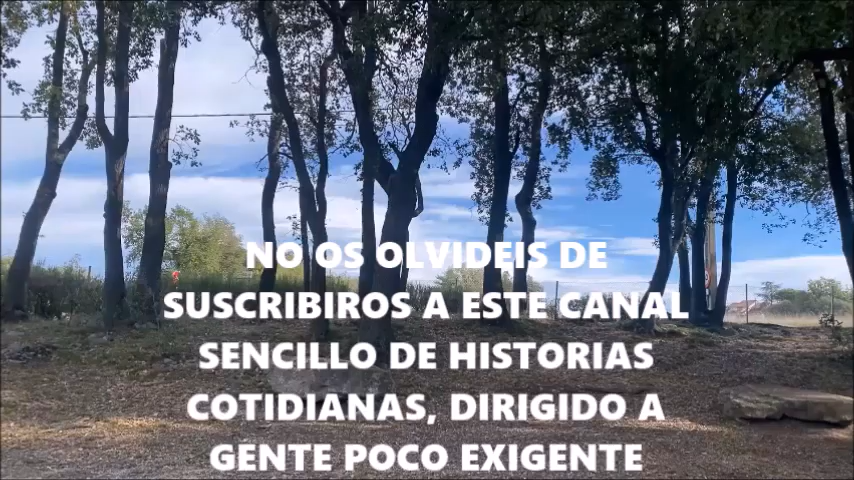 NO OS OLVIDEIS DE
SUSCRIBIROS A ESTE CANAL
SENCILLO DE HISTORIAS
COTIDIANAS, DIRIGIDO A
GENTE POCO EXIGENTE